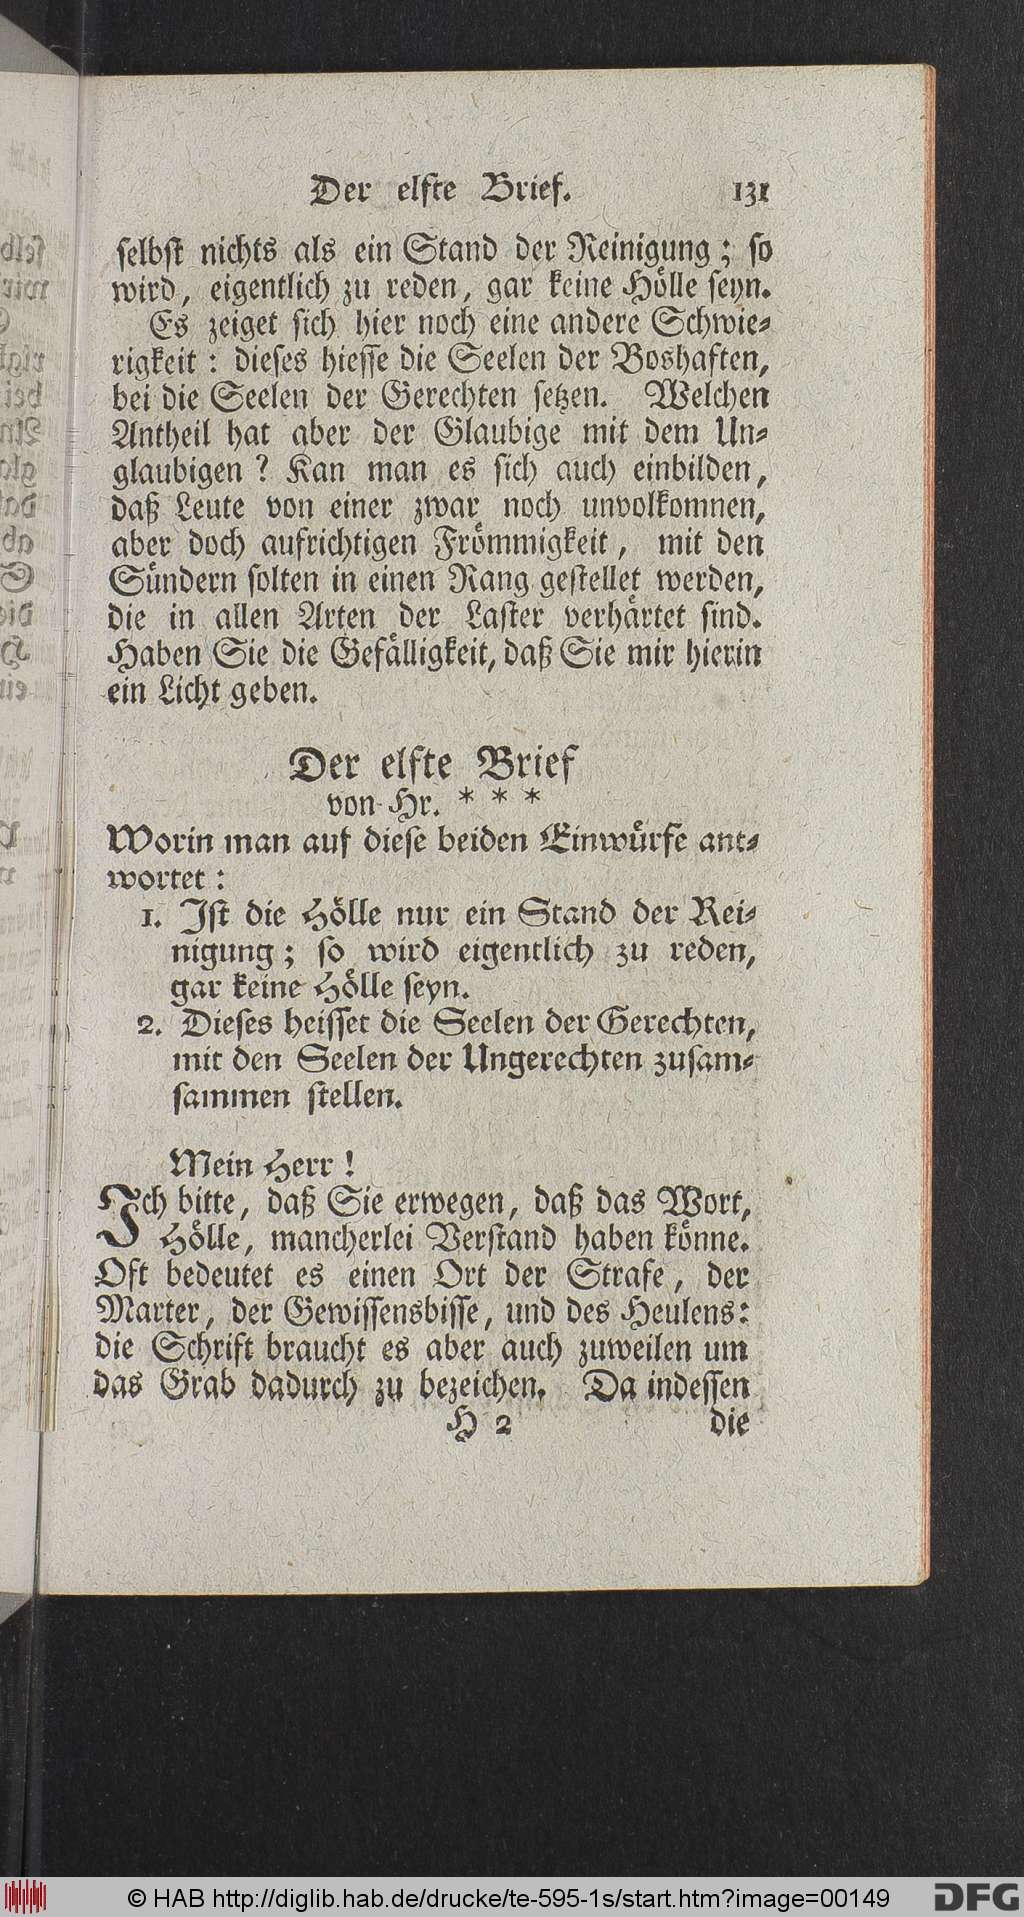 Der elfte Brief. 131
selbst nichts als ein Stand der Reinigung; so
wird, eigentlich zu reden, gar keine Hölle seyn.
Es zeiget sich hier noch eine andere Schwie-
rigkeit: dieses hiesse die Seelen der Boshaften,
bei die Seelen der Gerechten setzen. Welchen
Antheil hat aber der Glaubige mit dem Un-
glaubigen? Kan man es sich auch einbilden,
daß Leute von einer zwar noch unvolkomnen,
aber doch aufrichtigen Frömmigkeit, mit den
Sündern solten in einen Rang gestellet werden,
die in allen Arten der Laster verhärtet sind.
Haben Sie die Gefälligkeit, daß Sie mir hierin
ein Licht geben.
Der elfte Brief
von Hr. * * *
Worin man auf diese beiden Einwürfe ant-
wortet:
1. Ist die Hölle nur ein Stand der Rei-
nigung; so wird eigentlich zu reden,
gar keine Hölle seyn.
2. Dieses heisset die Seelen der Gerechten,
mit den Seelen der Ungerechten zusam-
sammen stellen.
Mein Herr!
Ich bitte, daß Sie erwegen, daß das Wort,
Hölle, mancherlei Verstand haben könne.
Oft bedeutet es einen Ort der Strafe, der
Marter, der Gewissensbisse, und des Heulens:
die Schrift braucht es aber auch zuweilen um
das Grab dadurch zu bezeichen. Da indessen
H 2 die
© HAB http://diglib.hab.de/drucke/te-595-1s/start.htm?image=00149 DFG